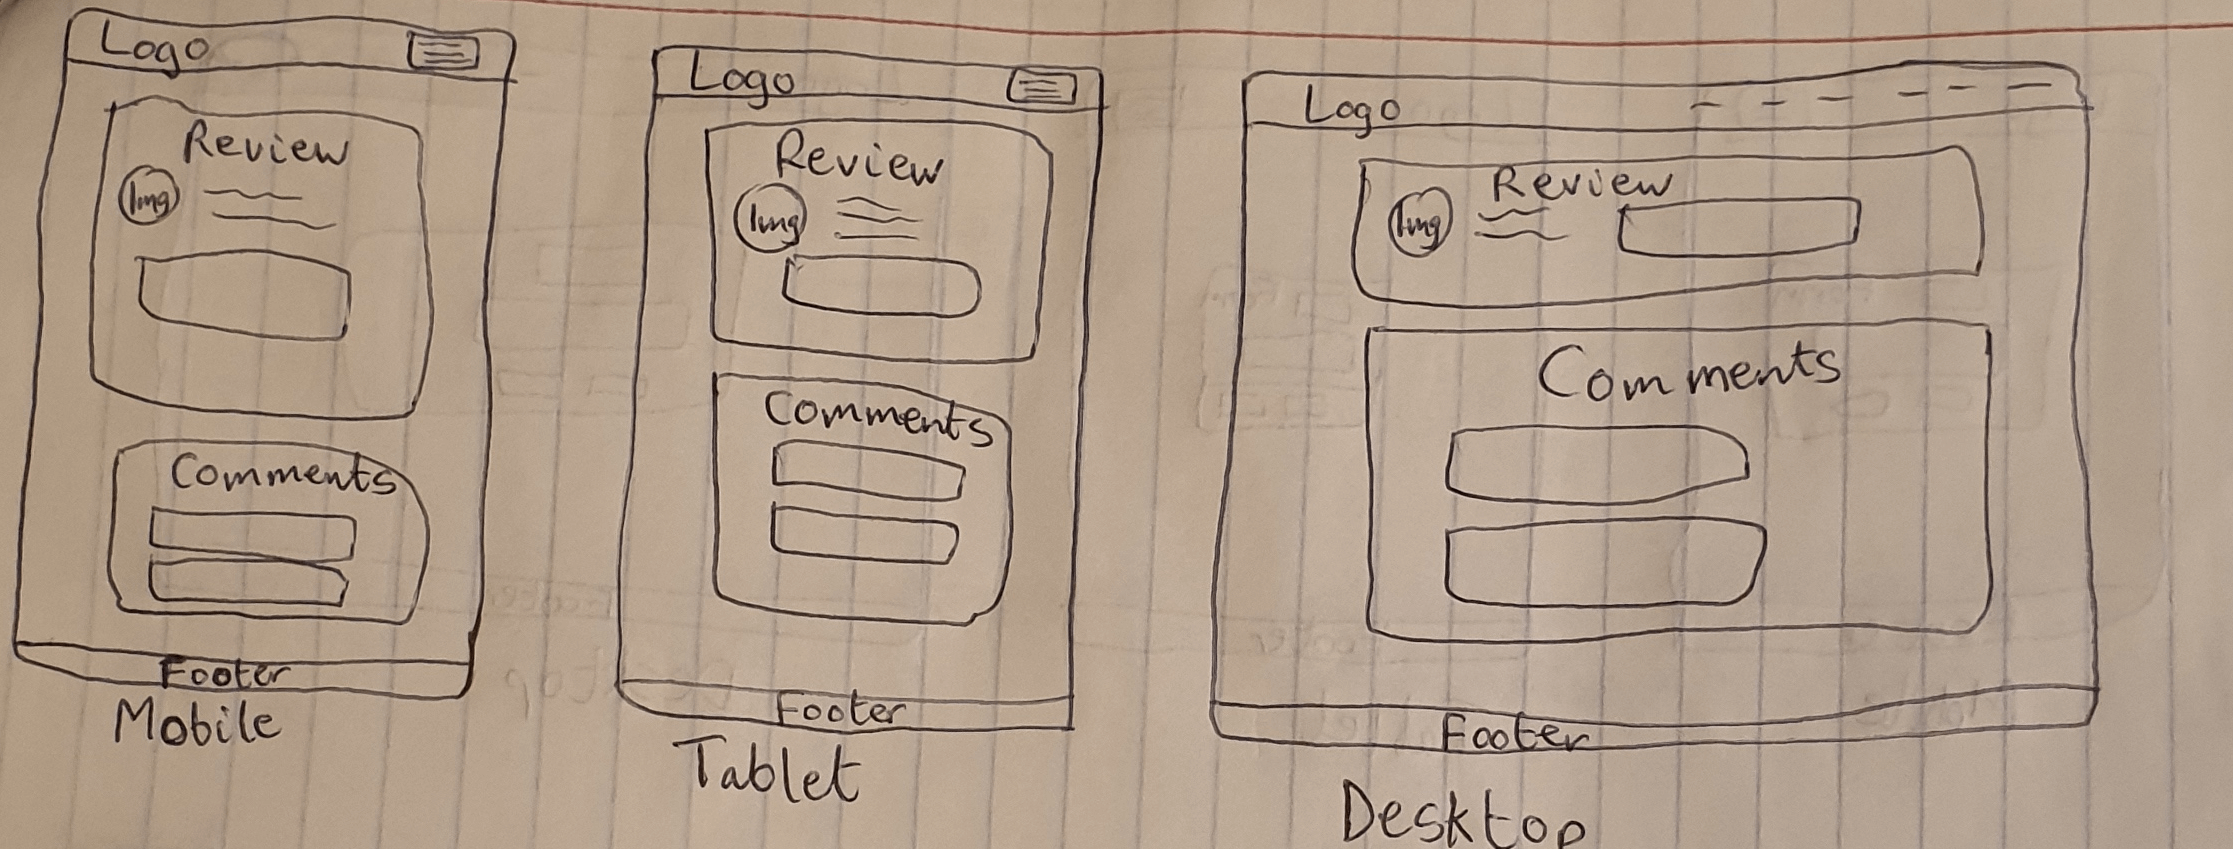 Logo
Review
Img
Comments
Footer
Mobile
Logo
Review
Img
Comments
Footer
Tablet
Logo
Review
Img
Comments
Footer
Desktop